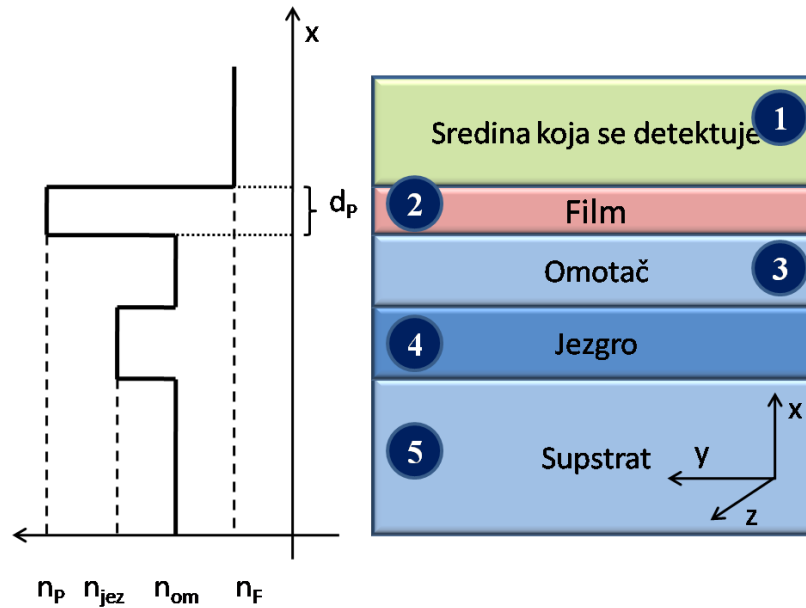 x
d_P
n_P n_jez n_om n_F
Sredina koja se detektuje
1
2
Film
Omotač
3
4
Jezgro
5
Supstrat
x
y
z